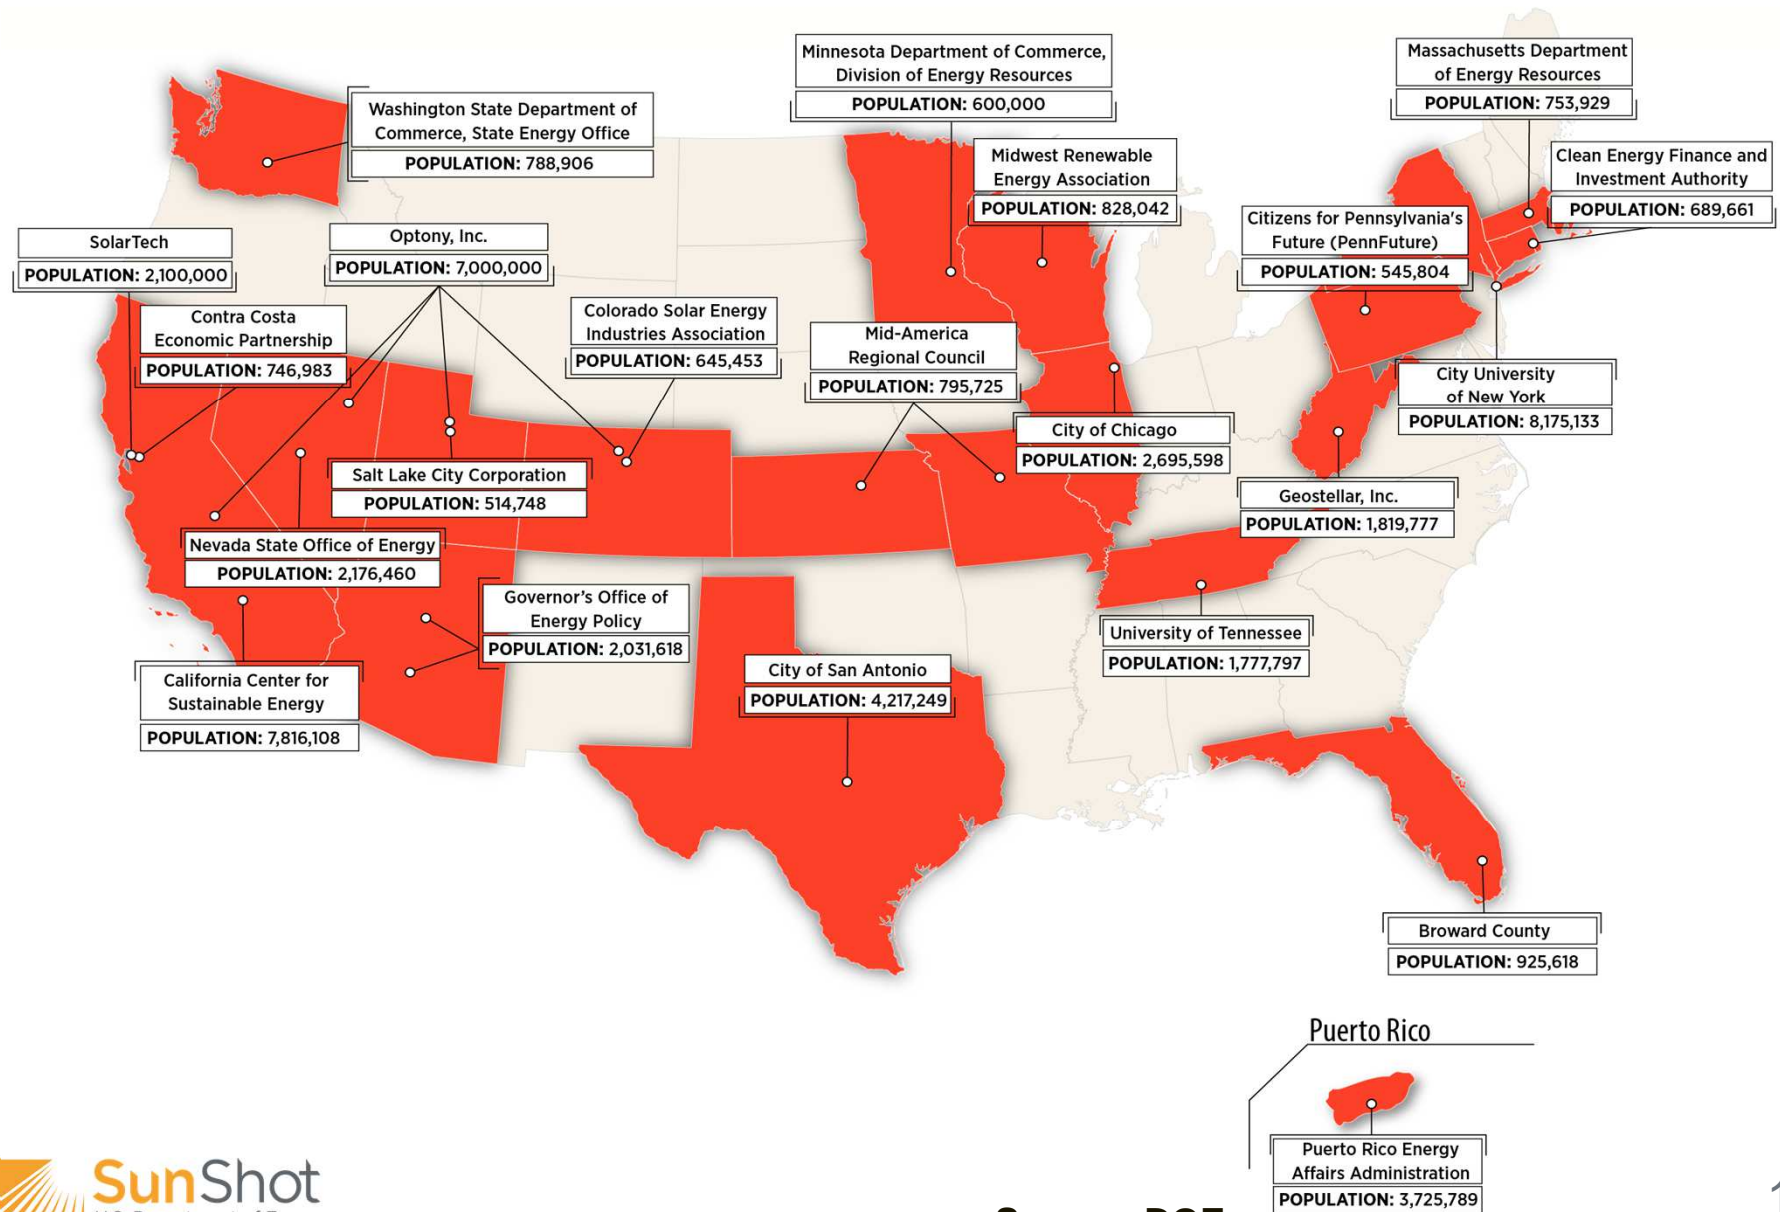 Minnesota Department of Commerce,
Division of Energy Resources
POPULATION: 600,000
Massachusetts Department
of Energy Resources
POPULATION: 753,929
Washington State Department of
Commerce, State Energy Office
POPULATION: 788,906
Midwest Renewable
Energy Association
POPULATION: 828,042
Clean Energy Finance and
Investment Authority
POPULATION: 689,661
Citizens for Pennsylvania's
Future (PennFuture)
POPULATION: 545,804
SolarTech
POPULATION: 2,100,000
Optony, Inc.
POPULATION: 7,000,000
Contra Costa
Economic Partnership
POPULATION: 746,983
Colorado Solar Energy
Industries Association
POPULATION: 645,453
Mid-America
Regional Council
POPULATION: 795,725
City University
of New York
POPULATION: 8,175,133
City of Chicago
POPULATION: 2,695,598
Salt Lake City Corporation
POPULATION: 514,748
Geostellar, Inc.
POPULATION: 1,819,777
Nevada State Office of Energy
POPULATION: 2,176,460
Governor's Office of
Energy Policy
POPULATION: 2,031,618
University of Tennessee
POPULATION: 1,777,797
California Center for
Sustainable Energy
POPULATION: 7,816,108
City of San Antonio
POPULATION: 4,217,249
Broward County
POPULATION: 925,618
Puerto Rico
Puerto Rico Energy
Affairs Administration
POPULATION: 3,725,789
SunShot